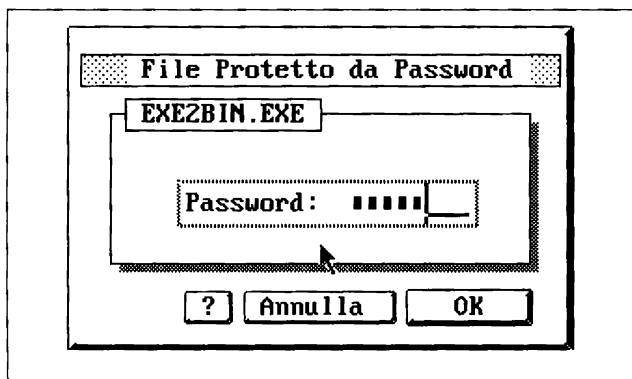 File Protetto da Password
EXE2BIN.EXE
Password: ▮▮▮▮▮
? Annulla OK